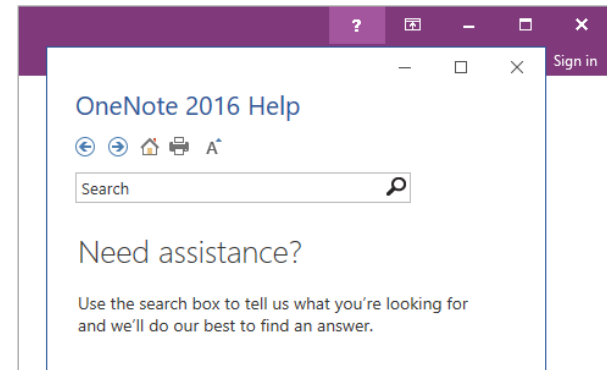 ?
Sign in
OneNote 2016 Help
A
Search
Need assistance?
Use the search box to tell us what you're looking for
and we'll do our best to find an answer.